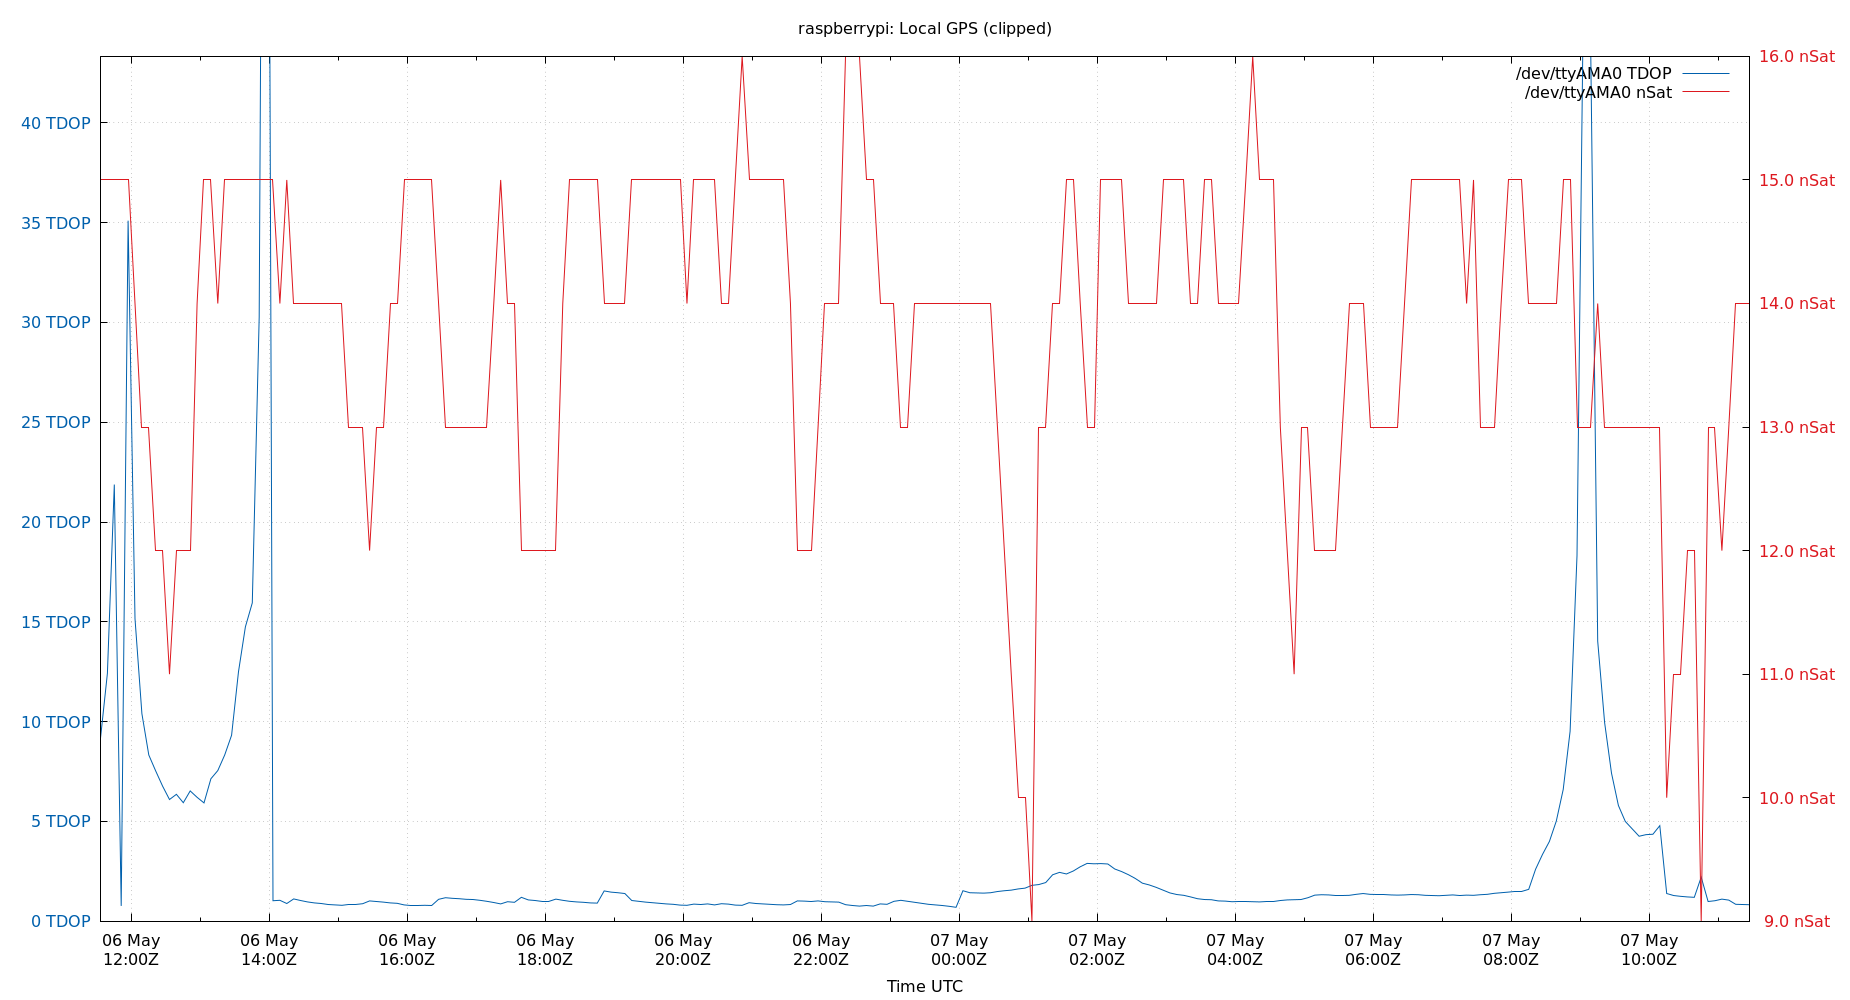 raspberrypi: Local GPS (clipped)
/dev/ttyAMA0 TDOP
/dev/ttyAMA0 nSat
40 TDOP
35 TDOP
30 TDOP
25 TDOP
20 TDOP
15 TDOP
10 TDOP
5 TDOP
0 TDOP
16.0 nSat
15.0 nSat
14.0 nSat
13.0 nSat
12.0 nSat
11.0 nSat
10.0 nSat
9.0 nSat
06 May 06 May 06 May 06 May 06 May 06 May 07 May 07 May 07 May 07 May 07 May 07 May
12:00Z 14:00Z 16:00Z 18:00Z 20:00Z 22:00Z 00:00Z 02:00Z 04:00Z 06:00Z 08:00Z 10:00Z
Time UTC